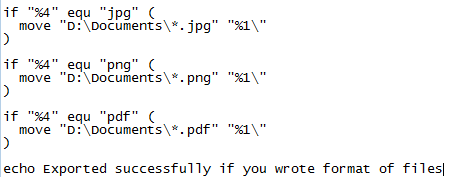 if "%4" equ "jpg" (
  move "D:\Documents\*.jpg" "%1\"
)
if "%4" equ "png" (
  move "D:\Documents\*.png" "%1\"
)
if "%4" equ "pdf" (
  move "D:\Documents\*.pdf" "%1\"
)
echo Exported successfully if you wrote format of files